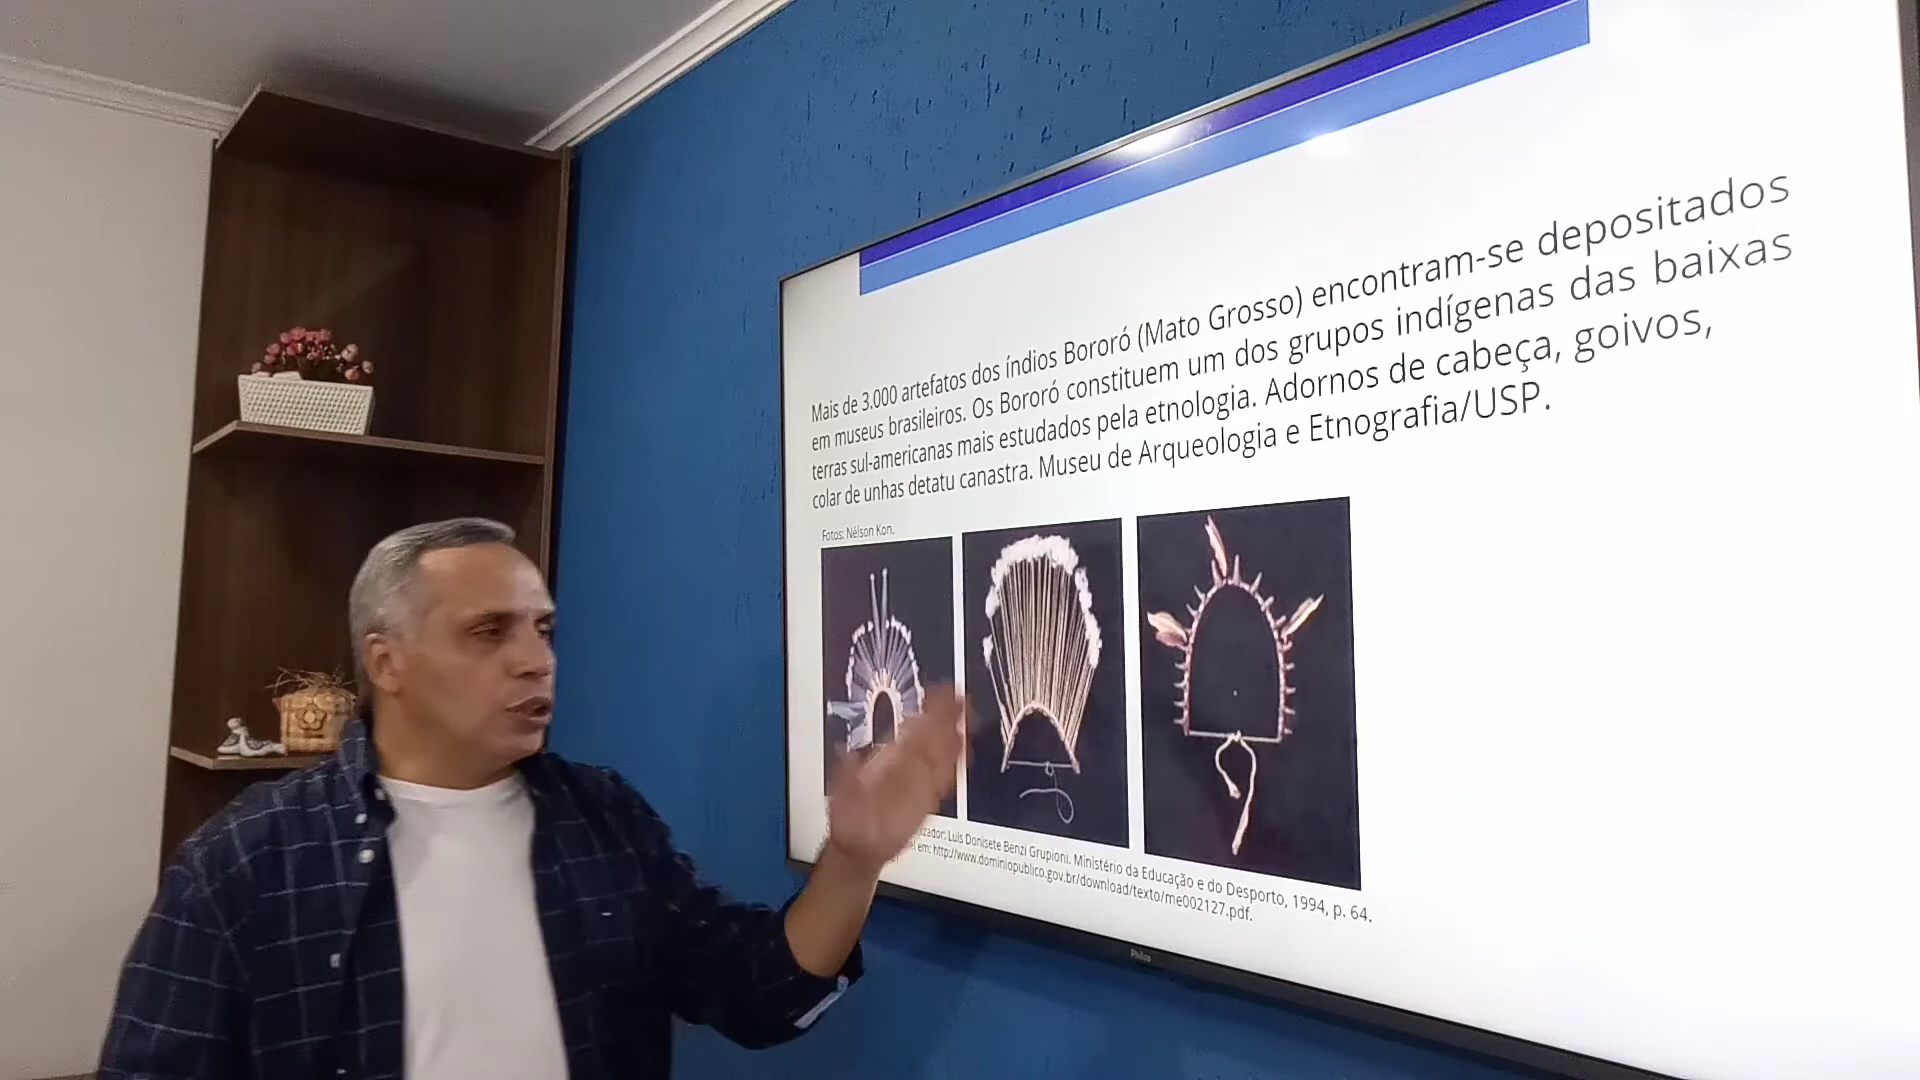 Mais de 3.000 artefatos dos índios Bororó (Mato Grosso) encontram-se depositados
em museus brasileiros. Os Bororó constituem um dos grupos indígenas das baixas
terras sul-americanas mais estudados pela etnologia. Adornos de cabeça, goivos,
colar de unhas detatu canastra. Museu de Arqueologia e Etnografia/USP.
Fotos: Nélson Kon.
Luís Donisete Benzi Grupioni. Ministério da Educação e do Desporto, 1994, p. 64.
em: http://www.dominiopublico.gov.br/download/texto/me002127.pdf.
Philco